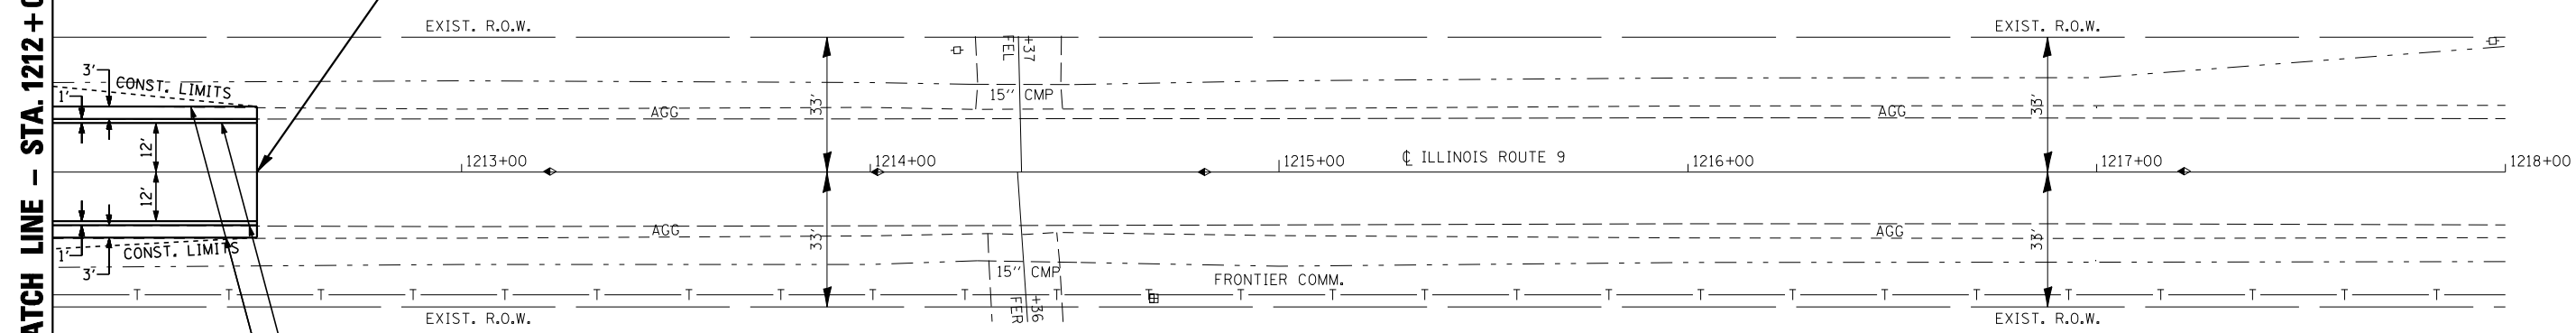 MATCH LINE - STA. 1212+0
EXIST. R.O.W.
EXIST. R.O.W.
FEL
+37
3'
CONST. LIMITS
1'
15" CMP
AGG
33'
AGG
33'
12'
1213+00
1214+00
1215+00
℄ ILLINOIS ROUTE 9
1216+00
1217+00
1218+00
12'
AGG
33'
AGG
33'
1'
CONST. LIMITS
3'
15" CMP
FRONTIER COMM.
T T T T T T T T T T T T T T T T T T T T T T T T T T
FER
+36
EXIST. R.O.W.
EXIST. R.O.W.